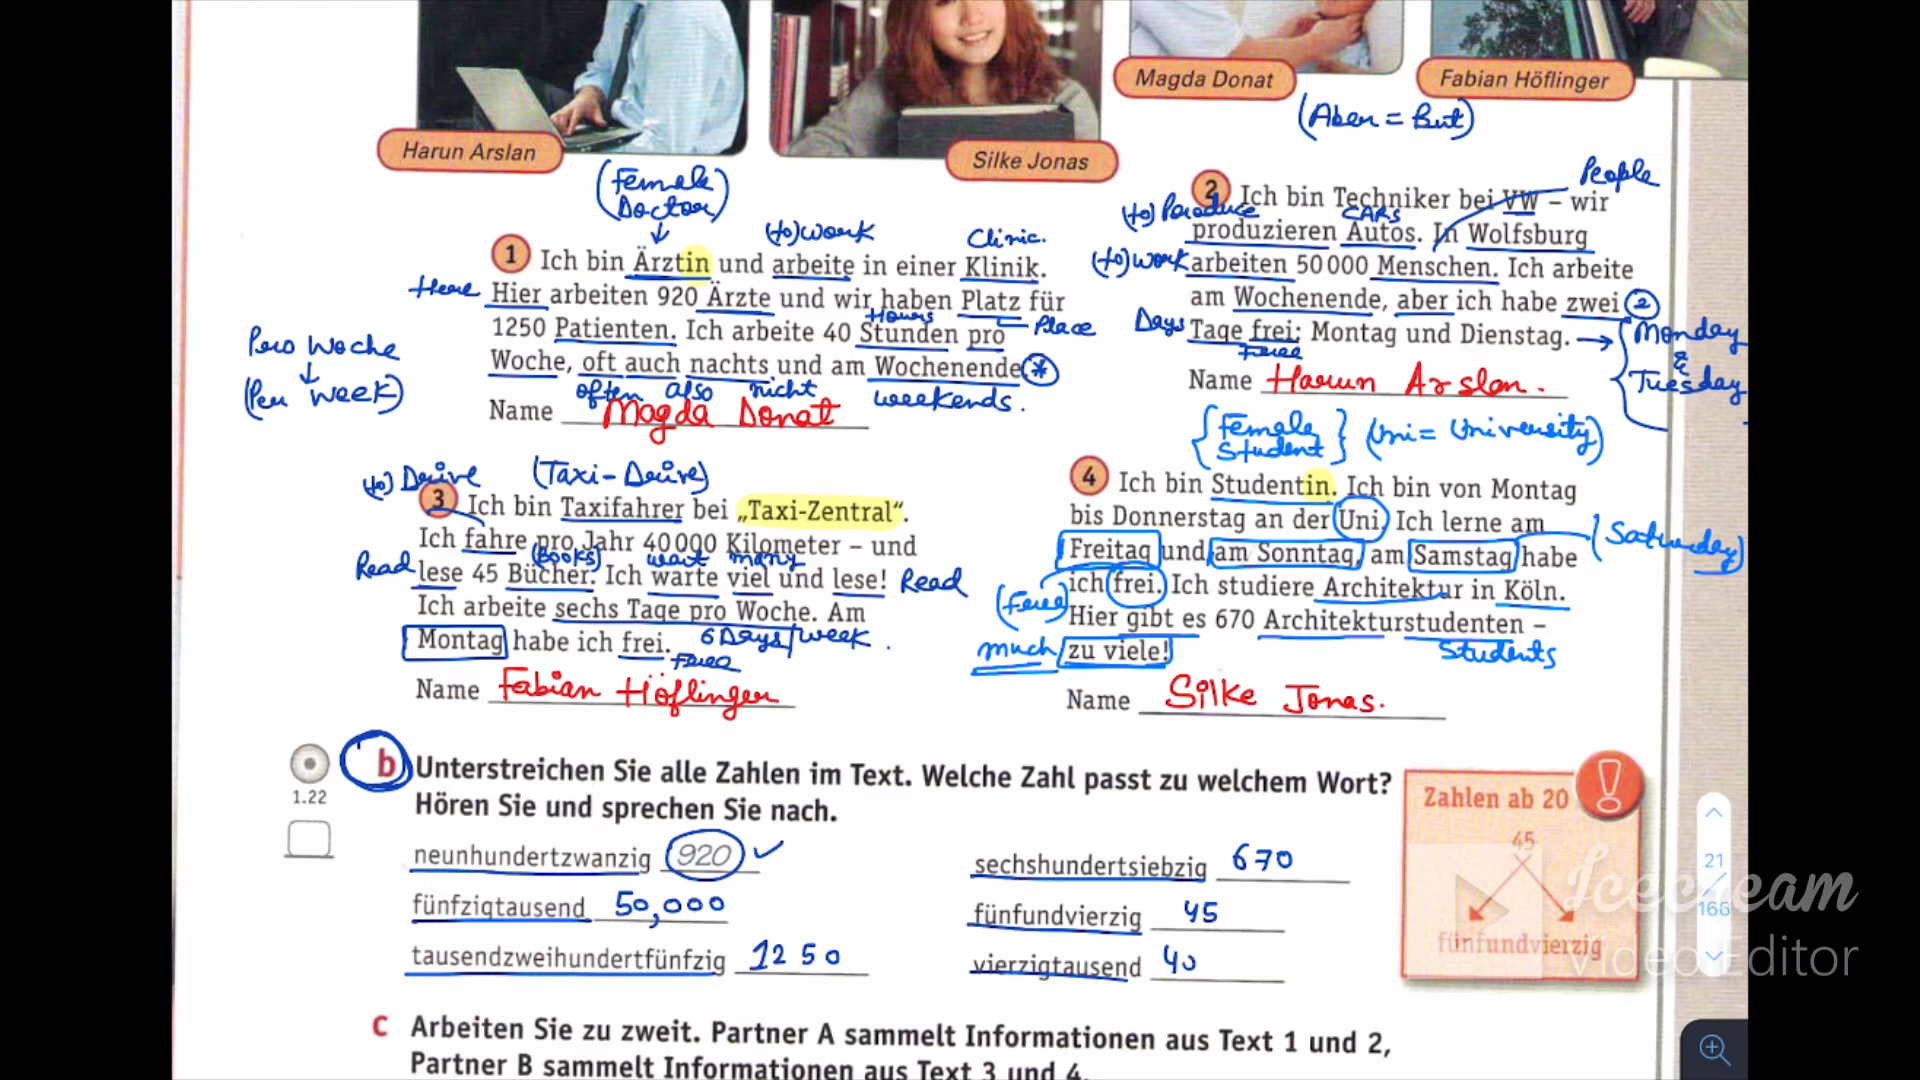 Harun Arslan
Silke Jonas
Magda Donat
Fabian Höflinger
(Aber = But)
(Female
Doctor)
(to) work
Clinic.
1 Ich bin Ärztin und arbeite in einer Klinik.
Here
Hier arbeiten 920 Ärzte und wir haben Platz für
Hours
Place
1250 Patienten. Ich arbeite 40 Stunden pro
Pero Woche
(Per week)
Woche, oft auch nachts und am Wochenende. *
often also nicht weekends.
Name Magda Donat
People
2 Ich bin Techniker bei VW – wir
(to) Produce CARS
produzieren Autos. In Wolfsburg
(to) work
arbeiten 50 000 Menschen. Ich arbeite
am Wochenende, aber ich habe zwei 2
Days
Tage frei: Montag und Dienstag. → Monday
&
Tuesday
Free
Name Harun Arslan.
(to) Drive (Taxi-Drive)
3 Ich bin Taxifahrer bei „Taxi-Zentral“.
Ich fahre pro Jahr 40 000 Kilometer – und
Read (Books) wait many
lese 45 Bücher. Ich warte viel und lese! Read
Ich arbeite sechs Tage pro Woche. Am
Montag habe ich frei. 6 Days/week.
Free
Name Fabian Höflinger
{Female
Student} (Uni = University)
4 Ich bin Studentin. Ich bin von Montag
bis Donnerstag an der Uni. Ich lerne am
Freitag und am Sonntag, am Samstag habe
(Saturday)
ich frei. Ich studiere Architektur in Köln.
(Free)
Hier gibt es 670 Architekturstudenten –
much zu viele! Students
Name Silke Jonas.
1.22
b Unterstreichen Sie alle Zahlen im Text. Welche Zahl passt zu welchem Wort?
Hören Sie und sprechen Sie nach.
neunhundertzwanzig 920
fünfzigtausend 50,000
tausendzweihundertfünfzig 1250
sechshundertsiebzig 670
fünfundvierzig 45
vierzigtausend 40
Zahlen ab 20
!
45
fünfundvierzig
21
166
Icecream
Video Editor
C Arbeiten Sie zu zweit. Partner A sammelt Informationen aus Text 1 und 2,
Partner B sammelt Informationen aus Text 3 und 4.